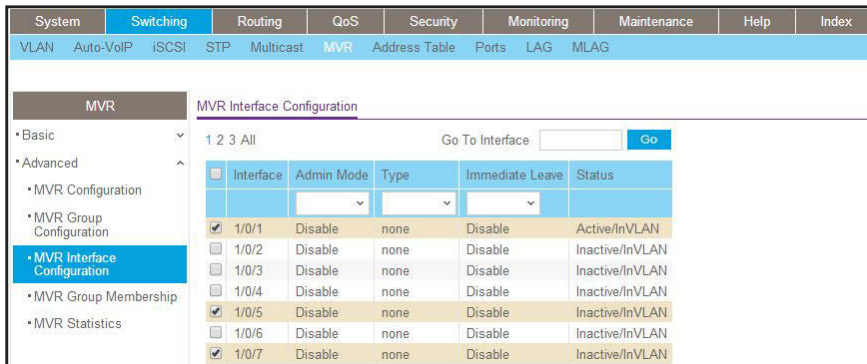 System Switching Routing QoS Security Monitoring Maintenance Help Index
VLAN Auto-VoIP iSCSI STP Multicast MVR Address Table Ports LAG MLAG
MVR
Basic
Advanced
MVR Configuration
MVR Group
Configuration
MVR Interface
Configuration
MVR Group Membership
MVR Statistics
MVR Interface Configuration
1 2 3 All Go To Interface Go
Interface Admin Mode Type Immediate Leave Status
1/0/1 Disable none Disable Active/InVLAN
1/0/2 Disable none Disable Inactive/InVLAN
1/0/3 Disable none Disable Inactive/InVLAN
1/0/4 Disable none Disable Inactive/InVLAN
1/0/5 Disable none Disable Inactive/InVLAN
1/0/6 Disable none Disable Inactive/InVLAN
1/0/7 Disable none Disable Inactive/InVLAN